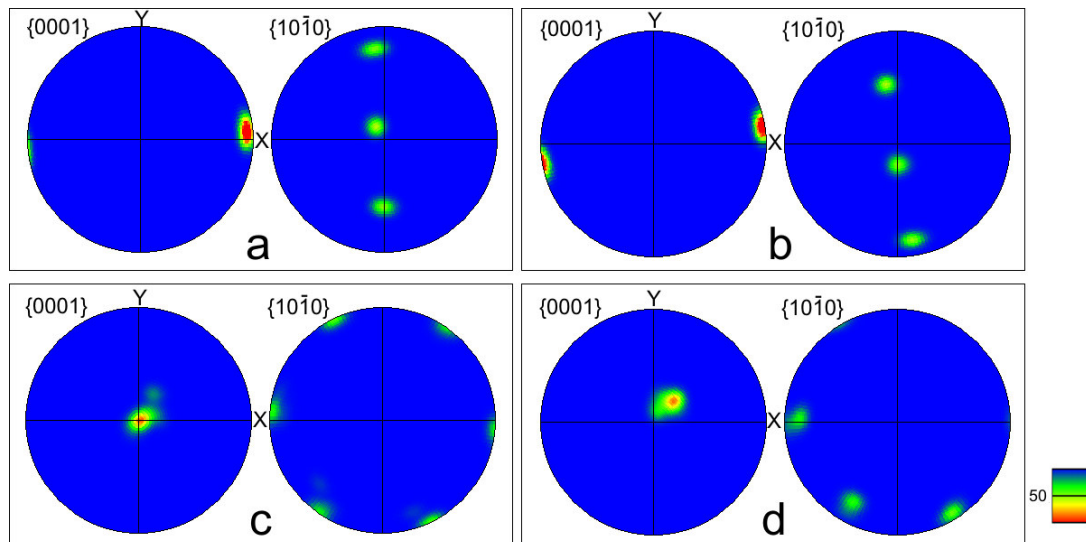 {0001} Y {101̄0} X a
{0001} Y {101̄0} X b
{0001} Y {101̄0} X c
{0001} Y {101̄0} X d
50